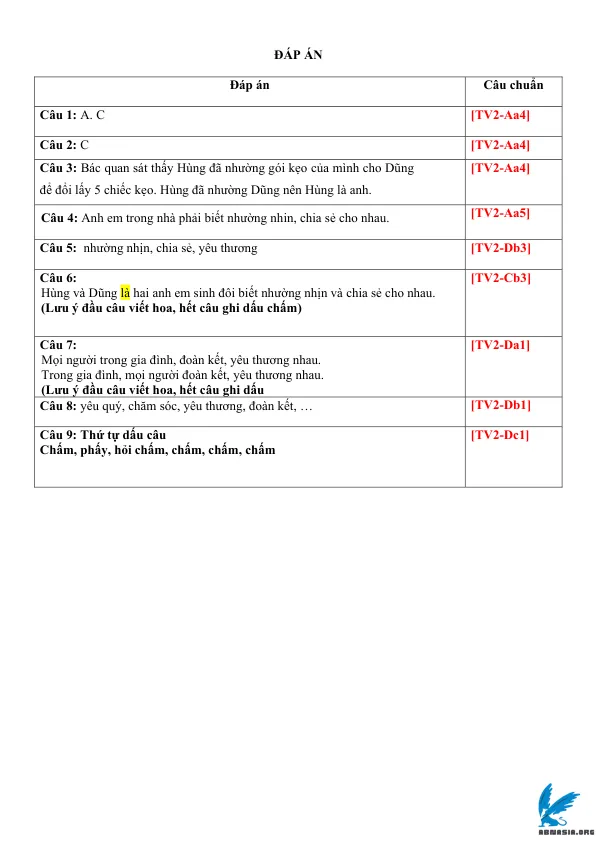 ĐÁP ÁN
Đáp án Câu chuẩn
Câu 1: A. C [TV2-Aa4]
Câu 2: C [TV2-Aa4]
Câu 3: Bác quan sát thấy Hùng đã nhường gói kẹo của mình cho Dũng [TV2-Aa4]
để đổi lấy 5 chiếc kẹo. Hùng đã nhường Dũng nên Hùng là anh.
Câu 4: Anh em trong nhà phải biết nhường nhịn, chia sẻ cho nhau. [TV2-Aa5]
Câu 5: nhường nhịn, chia sẻ, yêu thương [TV2-Db3]
Câu 6: [TV2-Cb3]
Hùng và Dũng là hai anh em sinh đôi biết nhường nhịn và chia sẻ cho nhau.
(Lưu ý đầu câu viết hoa, hết câu ghi dấu chấm)
Câu 7: [TV2-Da1]
Mọi người trong gia đình, đoàn kết, yêu thương nhau.
Trong gia đình, mọi người đoàn kết, yêu thương nhau.
(Lưu ý đầu câu viết hoa, hết câu ghi dấu
Câu 8: yêu quý, chăm sóc, yêu thương, đoàn kết, … [TV2-Db1]
Câu 9: Thứ tự dấu câu [TV2-Dc1]
Chấm, phẩy, hỏi chấm, chấm, chấm, chấm
ABNASIA.ORG